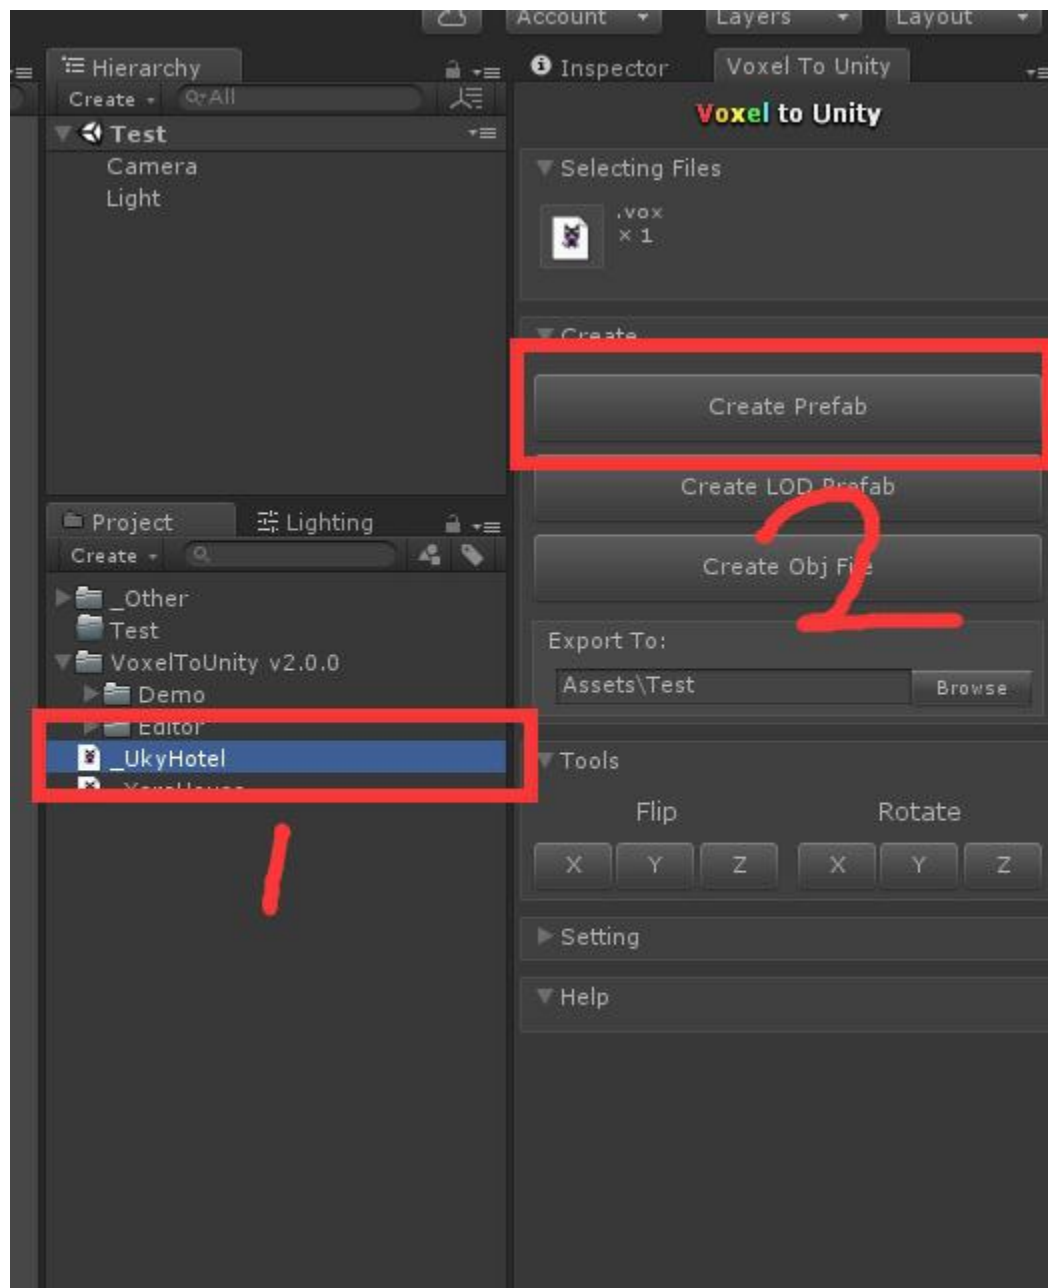 Account
Layers
Layout
Hierarchy
Create
All
Test
Camera
Light
Inspector
Voxel To Unity
Voxel to Unity
Selecting Files
.vox
× 1
Create
Create Prefab
Create LOD Prefab
Create Obj File
Export To:
Assets\Test
Browse
Tools
Flip
Rotate
X
Y
Z
X
Y
Z
Setting
Help
Project
Lighting
Create
_Other
Test
VoxelToUnity v2.0.0
Demo
Editor
_UkyHotel
1
2